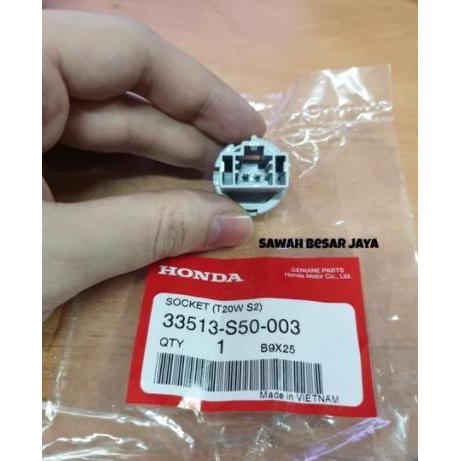 SAWAH BESAR JAYA
HONDA
GENUINE PARTS
Honda Motor Co., Ltd.
SOCKET (T20W S2)
33513-S50-003
QTY 1 B9X25
Made in VIETNAM